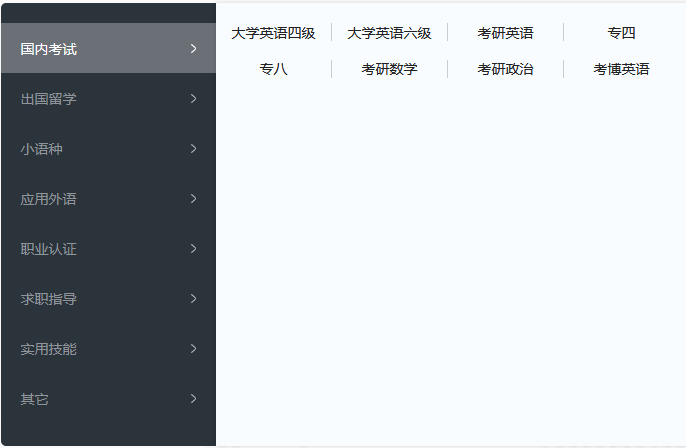 国内考试
出国留学
小语种
应用外语
职业认证
求职指导
实用技能
其它
大学英语四级 大学英语六级 考研英语 专四
专八 考研数学 考研政治 考博英语